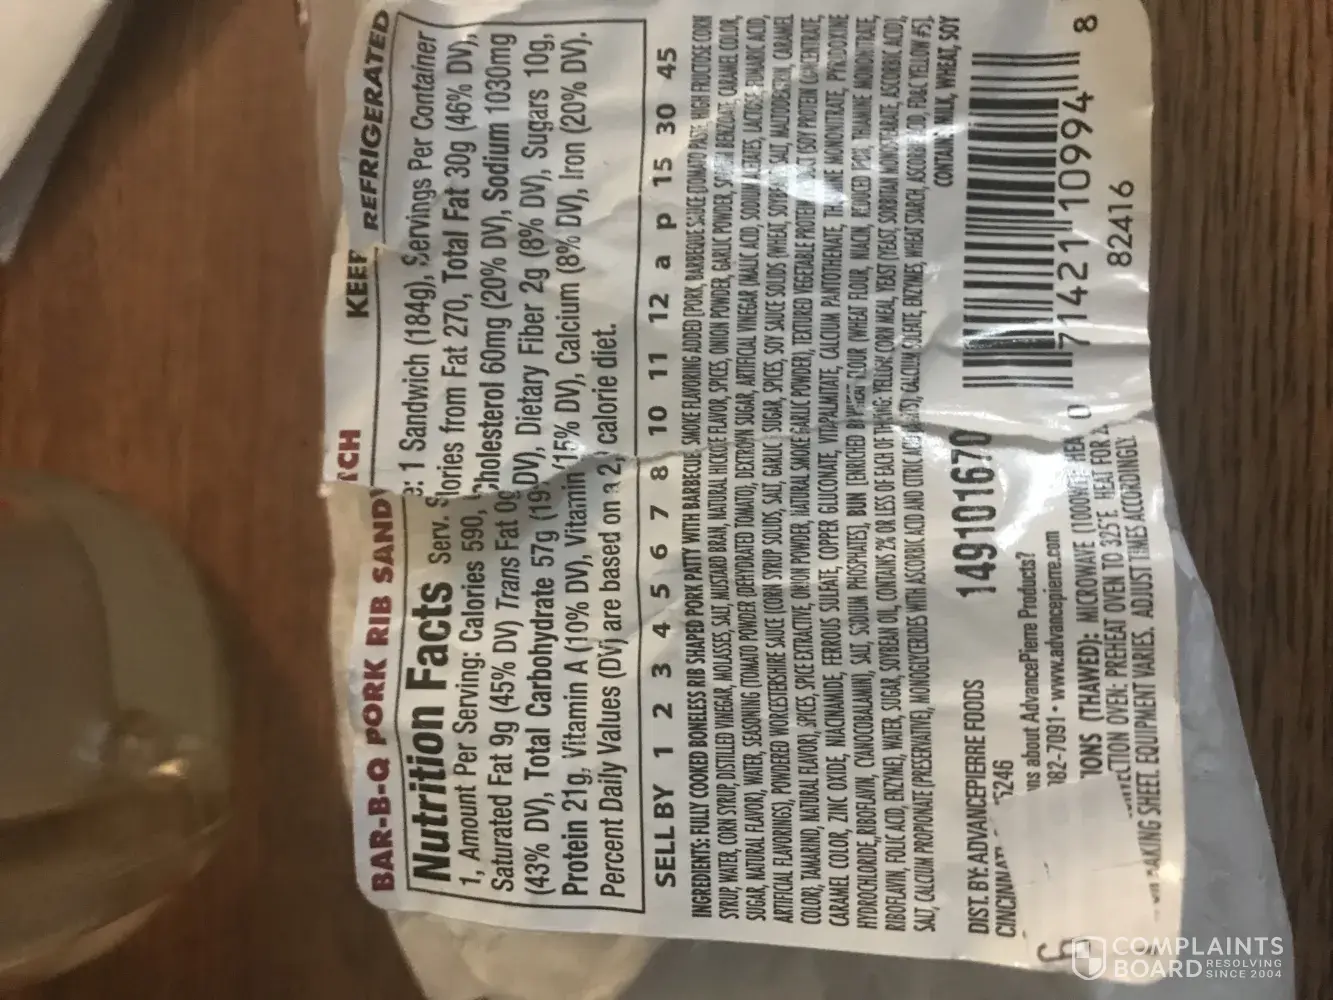 BAR-B-Q PORK RIB SAND TCH KEEP REFRIGERATED
Nutrition Facts Serv. S e: 1 Sandwich (184g), Servings Per Container
1, Amount Per Serving: Calories 590, lories from Fat 270, Total Fat 30g (46% DV),
Saturated Fat 9g (45% DV) Trans Fat 0g Cholesterol 60mg (20% DV), Sodium 1030mg
(43% DV), Total Carbohydrate 57g (19 DV), Dietary Fiber 2g (8% DV), Sugars 10g,
Protein 21g, Vitamin A (10% DV), Vitamin (15% DV), Calcium (8% DV), Iron (20% DV).
Percent Daily Values (DV) are based on a 2, calorie diet.
SELL BY 1 2 3 4 5 6 7 8 10 11 12 a p 15 30 45
INGREDIENTS: FULLY COOKED BONELESS RIB SHAPED PORK PATTY WITH BARBECUE SMOKE FLAVORING ADDED (PORK, BARBEQUE SAUCE (TOMATO PASTE, HIGH FRUCTOSE CORN
SYRUP, WATER, CORN SYRUP, DISTILLED VINEGAR, MOLASSES, SALT, MUSTARD BRAN, NATURAL HICKORY FLAVOR, SPICES, ONION POWDER, GARLIC POWDER, BENZOATE, CARAMEL COLOR,
SUGAR, NATURAL FLAVOR), WATER, SEASONING (TOMATO POWDER (DEHYDRATED TOMATO), DEXTROSE, SUGAR, ARTIFICIAL VINEGAR (MALIC ACID, SODIUM ACETATES, LACTOSE, FUMARIC ACID,
ARTIFICIAL FLAVORINGS), POWDERED WORCESTERSHIRE SAUCE (CORN SYRUP SOLIDS, SALT, GARLIC, SUGAR, SPICES, SOY SAUCE SOLIDS (WHEAT, SOYBEANS, SALT, MALTODEXTRIN, CARAMEL
COLOR), TAMARIND, NATURAL FLAVOR), SPICES, SPICE EXTRACTIVE, ONION POWDER, NATURAL SMOKE GARLIC POWDER), TEXTURED VEGETABLE PROTEIN (SOY PROTEIN CONCENTRATE,
CARAMEL COLOR, ZINC OXIDE, NIACINAMIDE, FERROUS SULFATE, COPPER GLUCONATE, VIT. A PALMITATE, CALCIUM PANTOTHENATE, THIAMINE MONONITRATE, PYRIDOXINE
HYDROCHLORIDE, RIBOFLAVIN, CYANOCOBALAMIN), SALT, SODIUM PHOSPHATES), BUN (ENRICHED FLOUR (WHEAT FLOUR, NIACIN, REDUCED IRON, THIAMINE MONONITRATE,
RIBOFLAVIN, FOLIC ACID, ENZYME), WATER, SUGAR, SOYBEAN OIL, CONTAINS 2% OR LESS OF EACH OF THE FOLLOWING: YELLOW CORN MEAL, YEAST (YEAST, SORBITAN MONOSTEARATE, ASCORBIC ACID),
SALT, CALCIUM PROPIONATE (PRESERVATIVE), MONOGLYCERIDES WITH ASCORBIC ACID AND CITRIC ACID CALCIUM SULFATE, ENZYMES, WHEAT STARCH, ASCORBIC ACID, FD&C YELLOW #5).
CONTAINS: MILK, WHEAT, SOY
DIST. BY: ADVANCEPIERRE FOODS
CINCINNATI 5246
149101670
ns about AdvancePierre Products?
82-7091 • www.advancepierre.com
TIONS (THAWED): MICROWAVE (1000W): HEA
ECTION OVEN: PREHEAT OVEN TO 325°F. HEAT FOR
BAKING SHEET. EQUIPMENT VARIES, ADJUST TIMES ACCORDINGLY.
0 71421 10994 8
82416
COMPLAINTS
BOARD RESOLVING
SINCE 2004